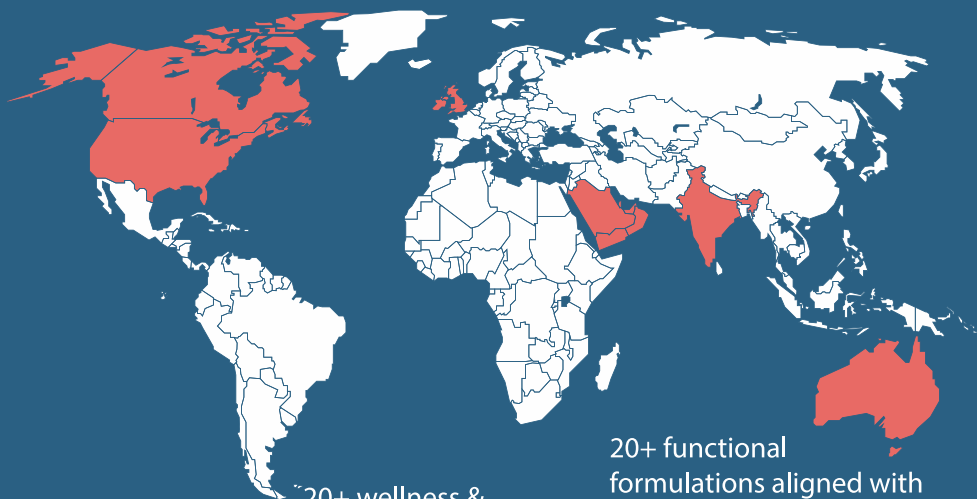 20+ functional
formulations aligned with
20+ wellness &